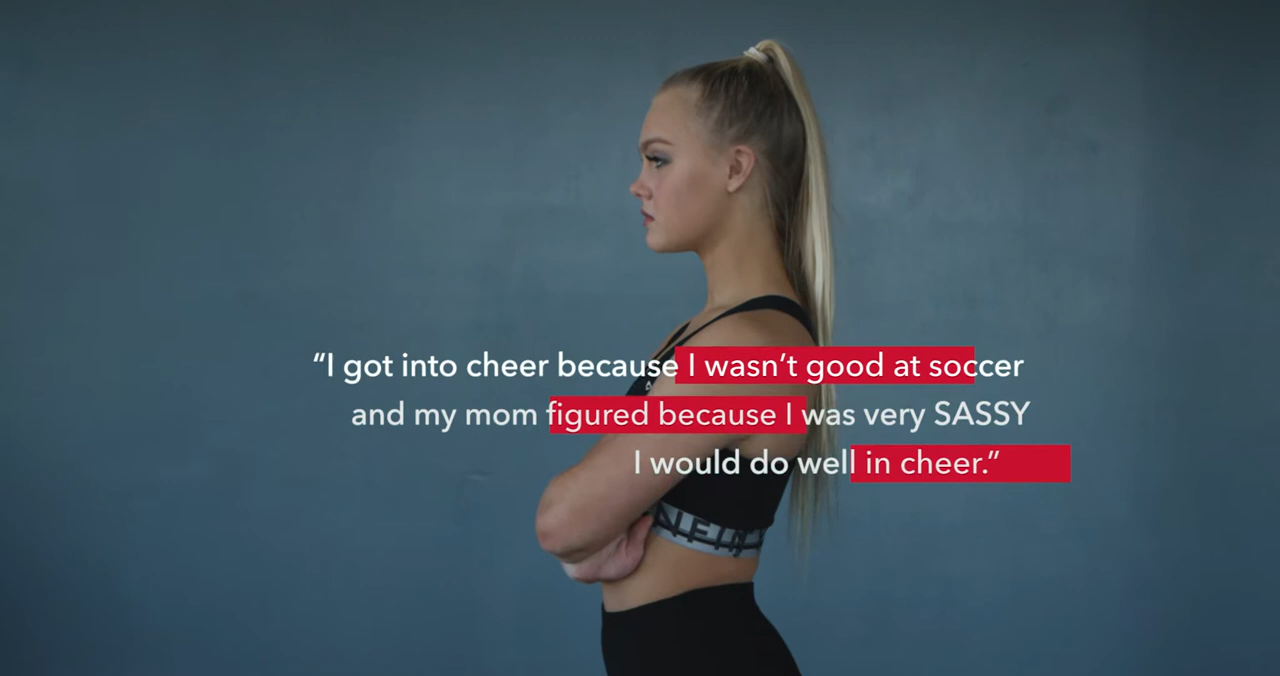 “I got into cheer because I wasn’t good at soccer
and my mom figured because I was very SASSY
I would do well in cheer.”